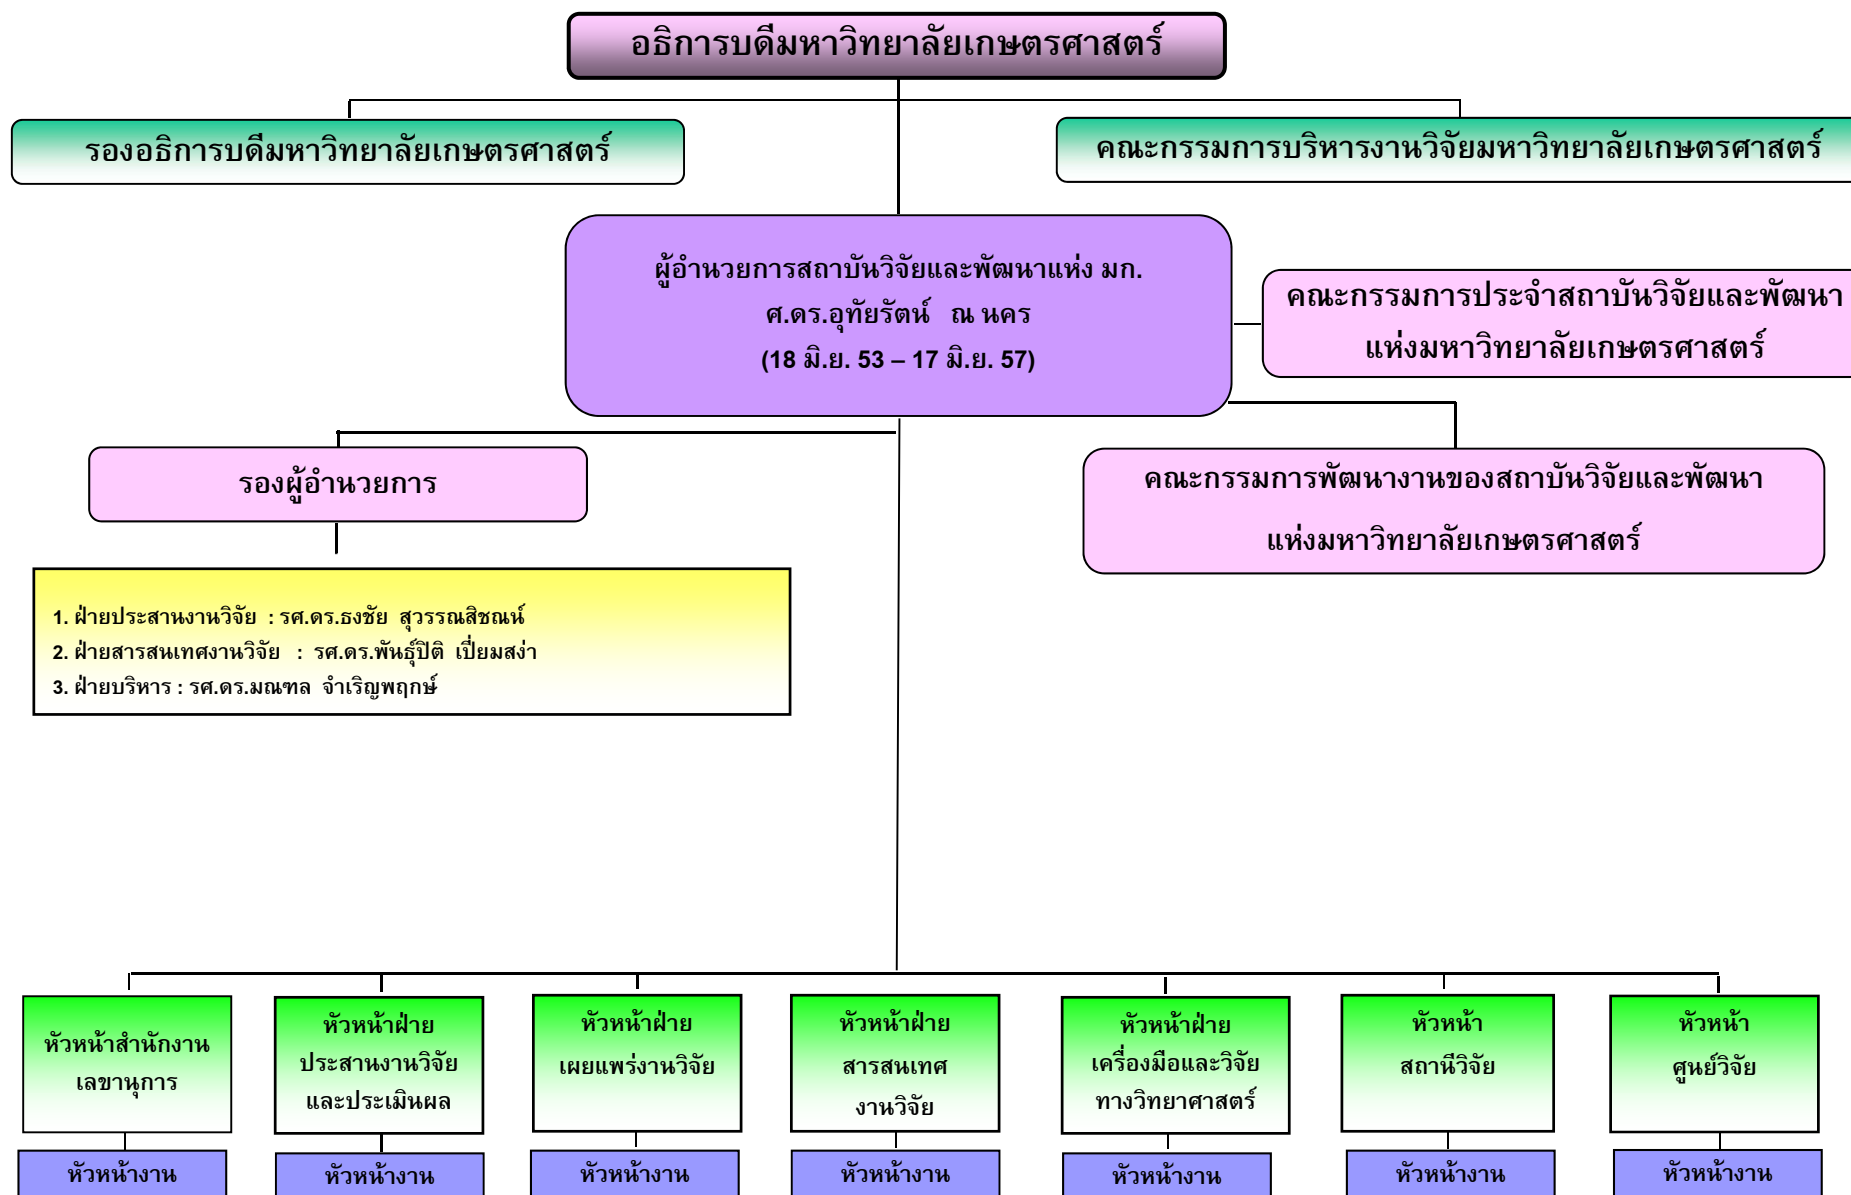 อธิการบดีมหาวิทยาลัยเกษตรศาสตร์
รองอธิการบดีมหาวิทยาลัยเกษตรศาสตร์
คณะกรรมการบริหารงานวิจัยมหาวิทยาลัยเกษตรศาสตร์
ผู้อำนวยการสถาบันวิจัยและพัฒนาแห่ง มก.
ศ.ดร.อุทัยรัตน์ ณ นคร
(18 มิ.ย. 53 – 17 มิ.ย. 57)
คณะกรรมการประจำสถาบันวิจัยและพัฒนา
แห่งมหาวิทยาลัยเกษตรศาสตร์
รองผู้อำนวยการ
คณะกรรมการพัฒนางานของสถาบันวิจัยและพัฒนา
แห่งมหาวิทยาลัยเกษตรศาสตร์
1. ฝ่ายประสานงานวิจัย : รศ.ดร.ธงชัย สุวรรณสิชณน์
2. ฝ่ายสารสนเทศงานวิจัย : รศ.ดร.พันธุ์ปิติ เปี่ยมสง่า
3. ฝ่ายบริหาร : รศ.ดร.มณฑล จำเริญพฤกษ์
หัวหน้าสำนักงาน
เลขานุการ
หัวหน้าฝ่าย
ประสานงานวิจัย
และประเมินผล
หัวหน้าฝ่าย
เผยแพร่งานวิจัย
หัวหน้าฝ่าย
สารสนเทศ
งานวิจัย
หัวหน้าฝ่าย
เครื่องมือและวิจัย
ทางวิทยาศาสตร์
หัวหน้า
สถานีวิจัย
หัวหน้า
ศูนย์วิจัย
หัวหน้างาน
หัวหน้างาน
หัวหน้างาน
หัวหน้างาน
หัวหน้างาน
หัวหน้างาน
หัวหน้างาน